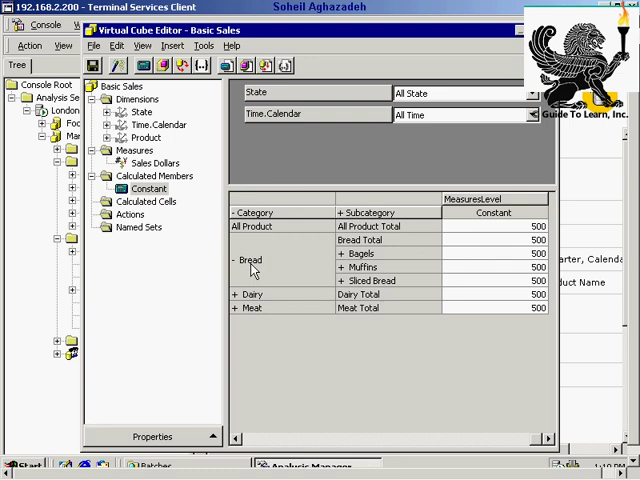 192.168.2.200 - Terminal Services Client
Soheil Aghazadeh
Console
Action
View
Tree
Console Root
Analysis Se
London
Foo
Mar
Virtual Cube Editor - Basic Sales
File Edit View Insert Tools Help
Basic Sales
Dimensions
State
Time.Calendar
Product
Measures
Sales Dollars
Calculated Members
Constant
Calculated Cells
Actions
Named Sets
Properties
State
All State
Time.Calendar
All Time
MeasuresLevel
- Category + Subcategory Constant
All Product All Product Total 500
Bread Total 500
- Bread + Bagels 500
+ Muffins 500
+ Sliced Bread 500
+ Dairy Dairy Total 500
+ Meat Meat Total 500
Guide To Learn, Inc.
arter, Calenda
duct Name
Start
Batches
Analysis Manager
1:10 PM